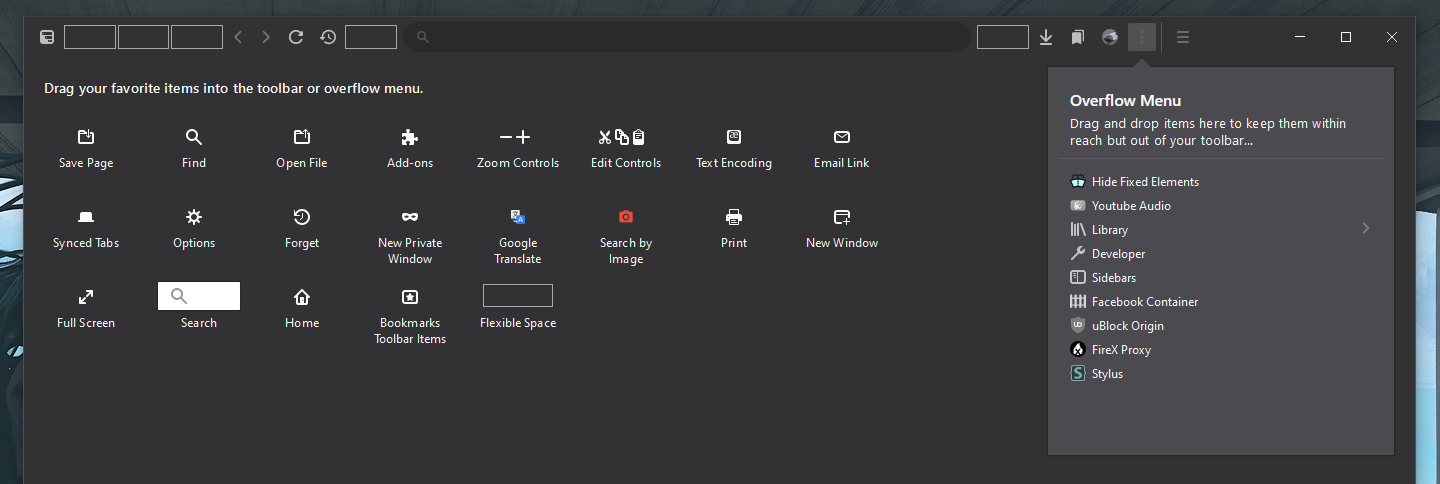 Drag your favorite items into the toolbar or overflow menu.
Save Page
Find
Open File
Add-ons
Zoom Controls
Edit Controls
Text Encoding
Email Link
Synced Tabs
Options
Forget
New Private
Window
Google
Translate
Search by
Image
Print
New Window
Full Screen
Search
Home
Bookmarks
Toolbar Items
Flexible Space
Overflow Menu
Drag and drop items here to keep them within
reach but out of your toolbar...
Hide Fixed Elements
Youtube Audio
Library
Developer
Sidebars
Facebook Container
uBlock Origin
FireX Proxy
Stylus